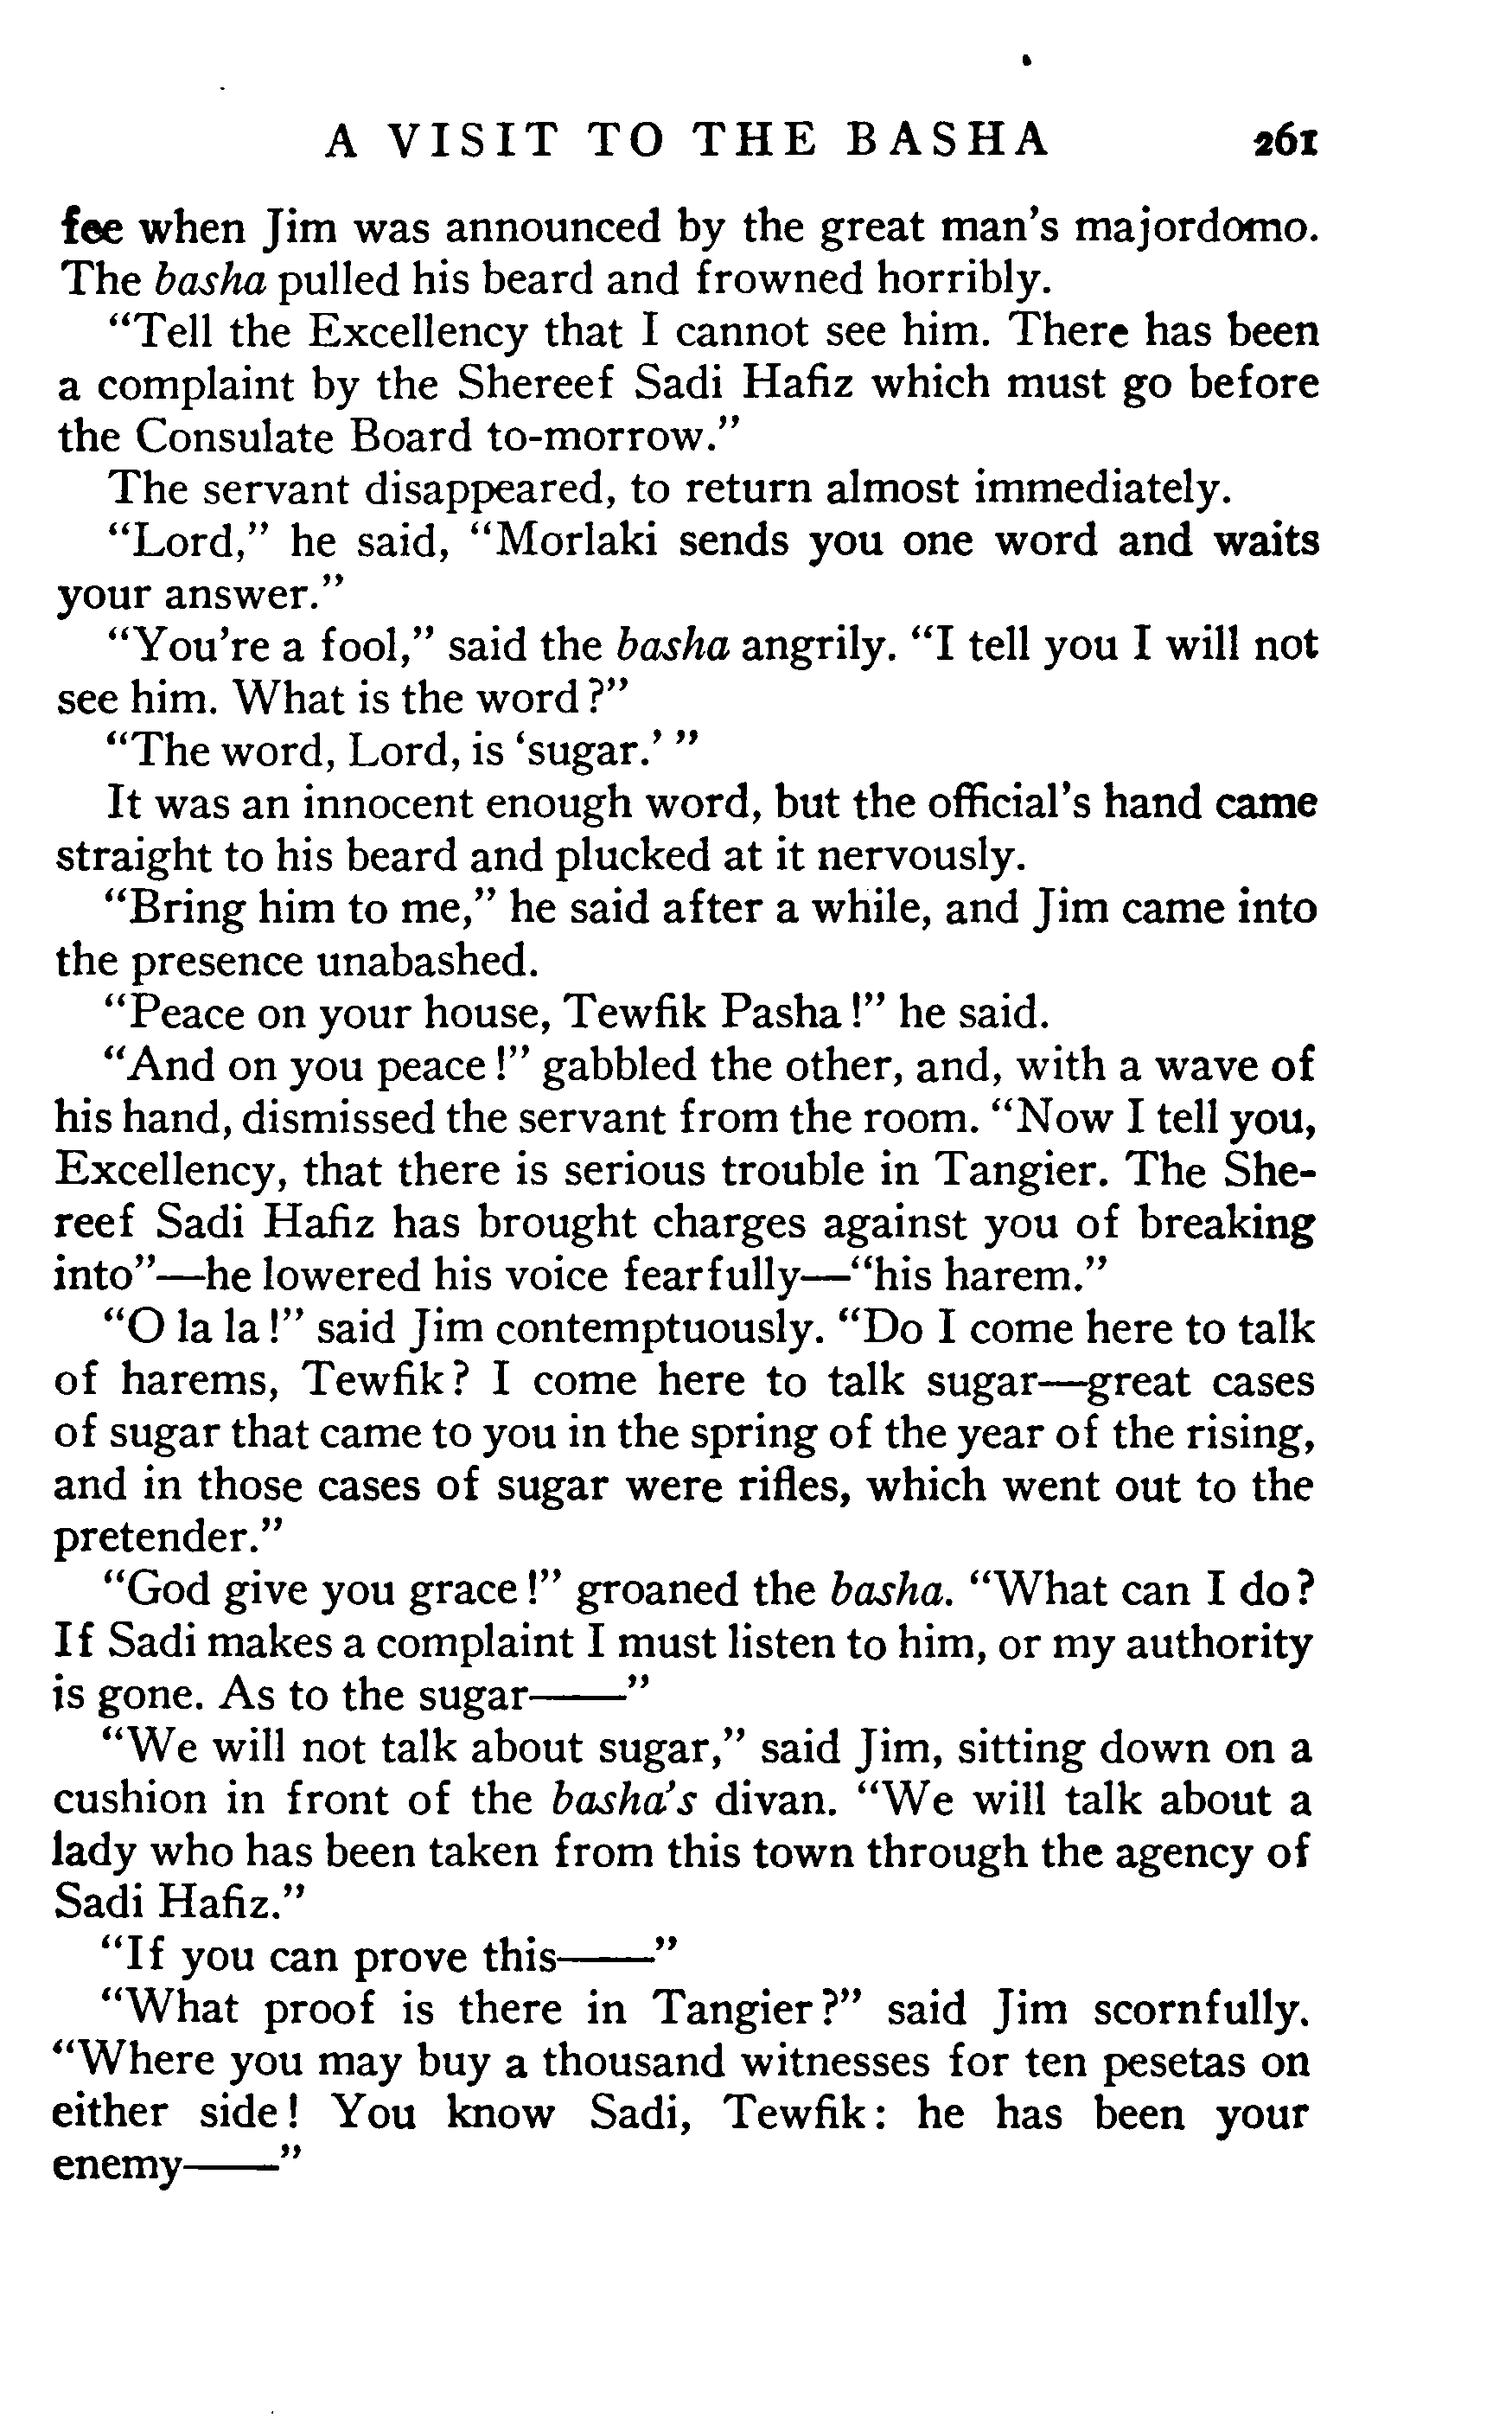 A VISIT TO THE BASHA 261
fee when Jim was announced by the great man's majordomo.
The basha pulled his beard and frowned horribly.
"Tell the Excellency that I cannot see him. There has been
a complaint by the Shereef Sadi Hafiz which must go before
the Consulate Board to-morrow."
The servant disappeared, to return almost immediately.
"Lord," he said, "Morlaki sends you one word and waits
your answer."
"You're a fool," said the basha angrily. "I tell you I will not
see him. What is the word?"
"The word, Lord, is 'sugar.' "
It was an innocent enough word, but the official's hand came
straight to his beard and plucked at it nervously.
"Bring him to me," he said after a while, and Jim came into
the presence unabashed.
"Peace on your house, Tewfik Pasha!" he said.
"And on you peace!" gabbled the other, and, with a wave of
his hand, dismissed the servant from the room. "Now I tell you,
Excellency, that there is serious trouble in Tangier. The She-
reef Sadi Hafiz has brought charges against you of breaking
into"—he lowered his voice fearfully—"his harem."
"O la la!" said Jim contemptuously. "Do I come here to talk
of harems, Tewfik? I come here to talk sugar—great cases
of sugar that came to you in the spring of the year of the rising,
and in those cases of sugar were rifles, which went out to the
pretender."
"God give you grace!" groaned the basha. "What can I do?
If Sadi makes a complaint I must listen to him, or my authority
is gone. As to the sugar——"
"We will not talk about sugar," said Jim, sitting down on a
cushion in front of the basha's divan. "We will talk about a
lady who has been taken from this town through the agency of
Sadi Hafiz."
"If you can prove this——"
"What proof is there in Tangier?" said Jim scornfully.
"Where you may buy a thousand witnesses for ten pesetas on
either side! You know Sadi, Tewfik: he has been your
enemy——"